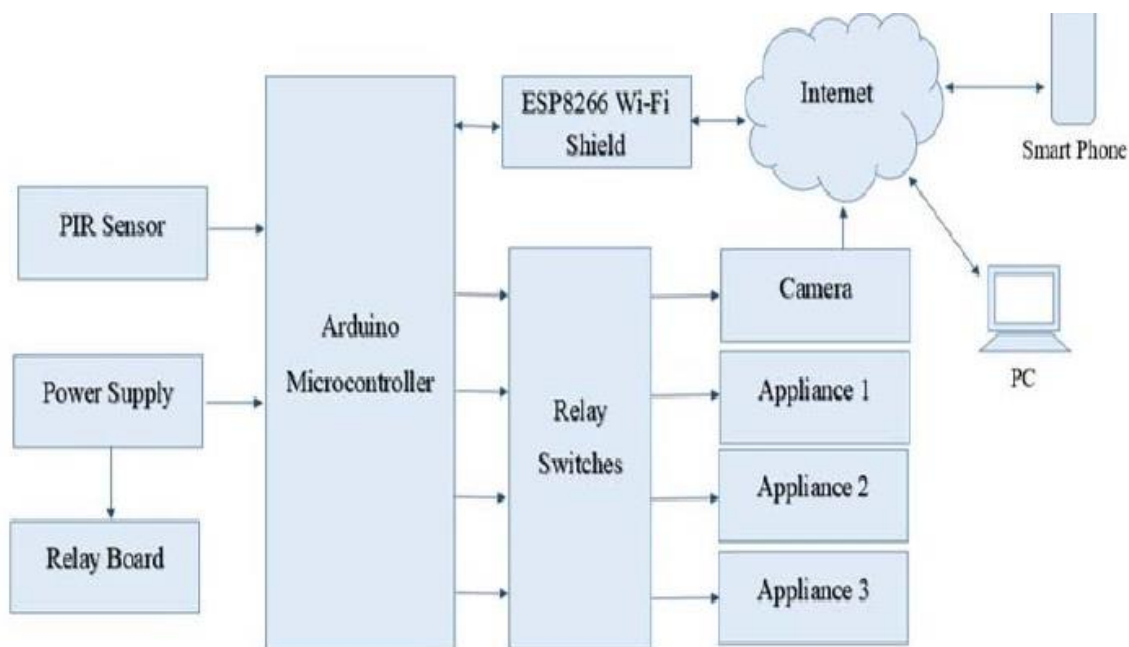 Internet
ESP8266 Wi-Fi
Shield
Smart Phone
PIR Sensor
Camera
Arduino
Microcontroller
PC
Power Supply
Appliance 1
Relay
Switches
Appliance 2
Relay Board
Appliance 3